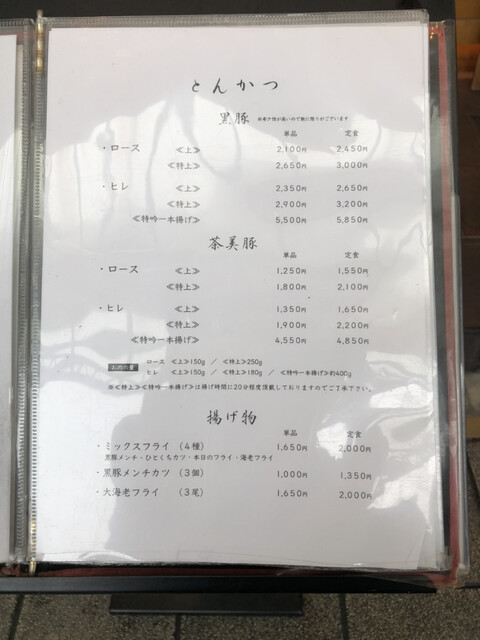 とんかつ
黒豚 ※希少性が高いので数に限りがございます
単品 定食
・ロース ≪上≫ 2,100円 2,450円
≪特上≫ 2,650円 3,000円
・ヒレ ≪上≫ 2,350円 2,650円
≪特上≫ 2,900円 3,200円
≪特吟一本揚げ≫ 5,500円 5,850円
茶美豚
単品 定食
・ロース ≪上≫ 1,250円 1,550円
≪特上≫ 1,800円 2,100円
・ヒレ ≪上≫ 1,350円 1,650円
≪特上≫ 1,900円 2,200円
≪特吟一本揚げ≫ 4,550円 4,850円
お肉の量 ロース ≪上≫150g ／ ≪特上≫250g
ヒレ ≪上≫150g ／ ≪特上≫180g ／ ≪特吟一本揚げ≫約400g
※≪特上≫≪特吟一本揚げ≫は揚げ時間に20分程度頂戴しておりますのでご了承下さい。
揚げ物
単品 定食
・ミックスフライ （4種） 1,650円 2,000円
黒豚メンチ・ひとくちカツ・本日のフライ・海老フライ
・黒豚メンチカツ （3個） 1,000円 1,350円
・大海老フライ （3尾） 1,650円 2,000円